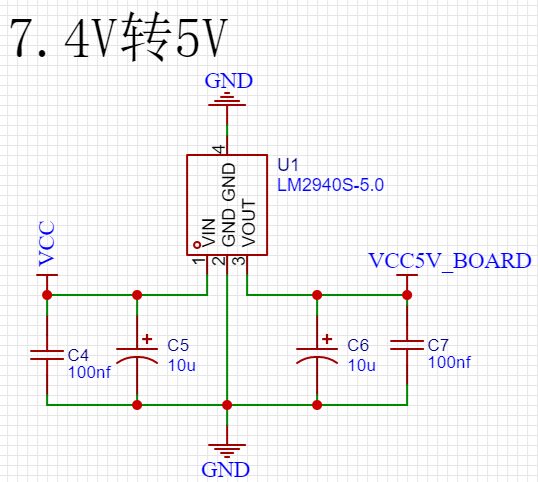 7.4V转5V
GND
4
U1
LM2940S-5.0
GND GND
VIN
VOUT
1
2
3
VCC
VCC5V_BOARD
C4
100nf
C5
10u
C6
10u
C7
100nf
GND